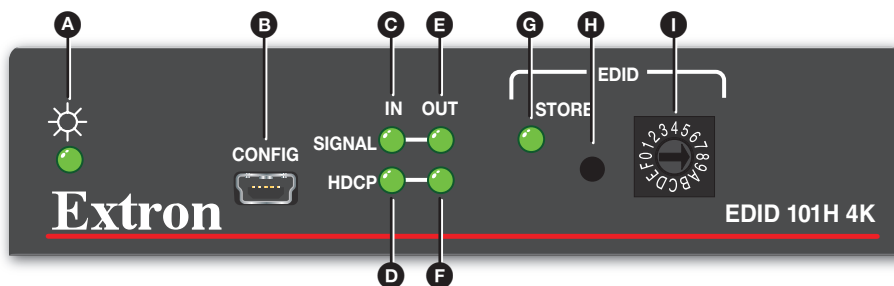 A B C E G H I
EDID
IN OUT STORE
SIGNAL
CONFIG
HDCP
0123456789ABCDEF
Extron
EDID 101H 4K
D F